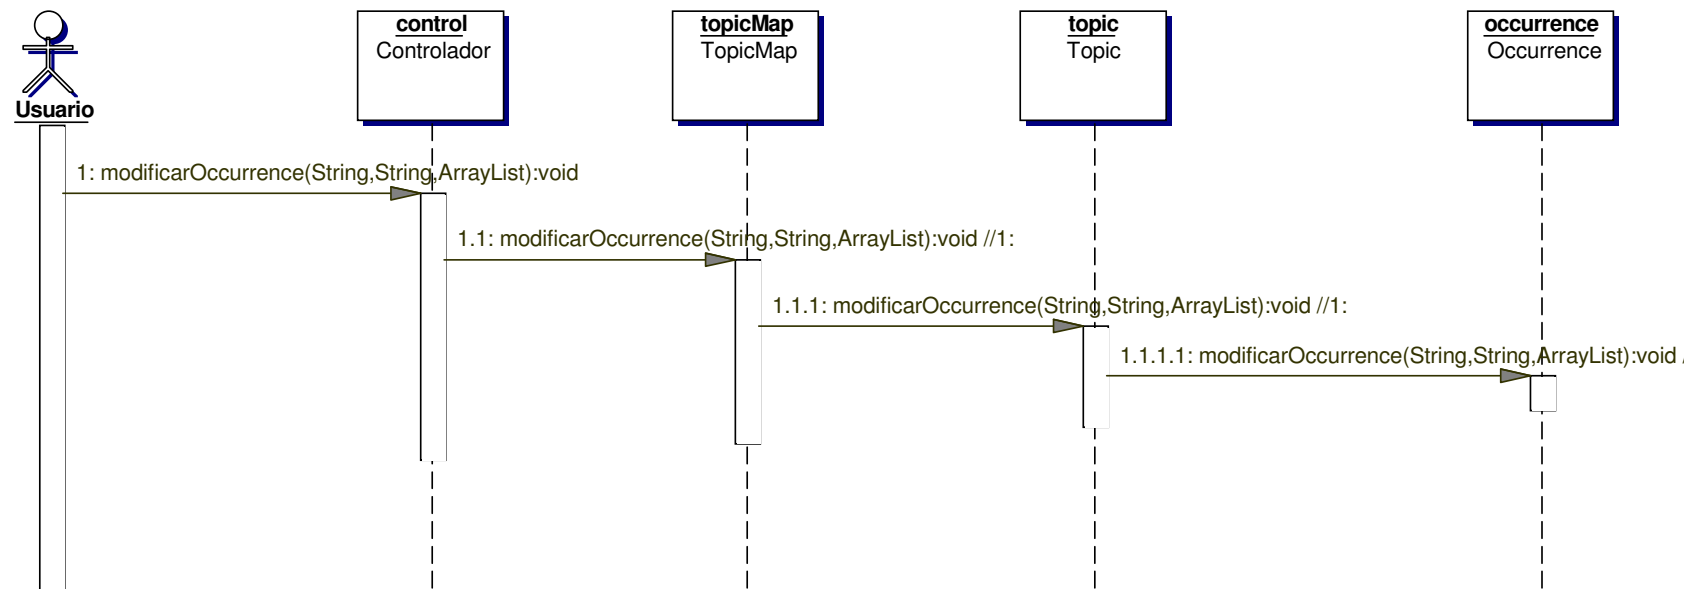 control
Controlador
topicMap
TopicMap
topic
Topic
occurrence
Occurrence
Usuario
1: modificarOccurrence(String,String,ArrayList):void
1.1: modificarOccurrence(String,String,ArrayList):void //1:
1.1.1: modificarOccurrence(String,String,ArrayList):void //1:
1.1.1.1: modificarOccurrence(String,String,ArrayList):void /